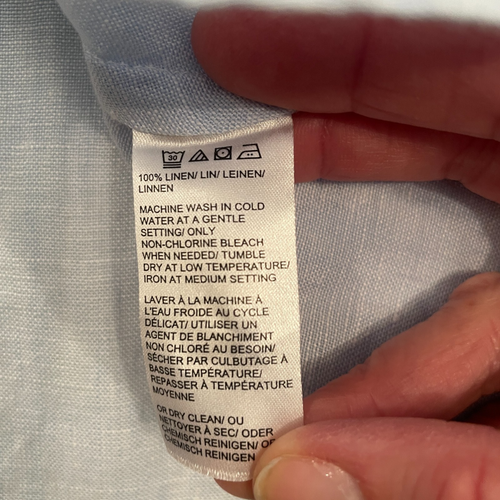 30
100% LINEN/ LIN/ LEINEN/
LINNEN
MACHINE WASH IN COLD
WATER AT A GENTLE
SETTING/ ONLY
NON-CHLORINE BLEACH
WHEN NEEDED/ TUMBLE
DRY AT LOW TEMPERATURE/
IRON AT MEDIUM SETTING
LAVER À LA MACHINE À
L'EAU FROIDE AU CYCLE
DÉLICAT/ UTILISER UN
AGENT DE BLANCHIMENT
NON CHLORÉ AU BESOIN/
SÉCHER PAR CULBUTAGE À
BASSE TEMPÉRATURE/
REPASSER À TEMPÉRATURE
MOYENNE
OR DRY CLEAN/ OU
NETTOYER À SEC/ ODER
CHEMISCH REINIGEN/
CHEMISCH REINIGEN